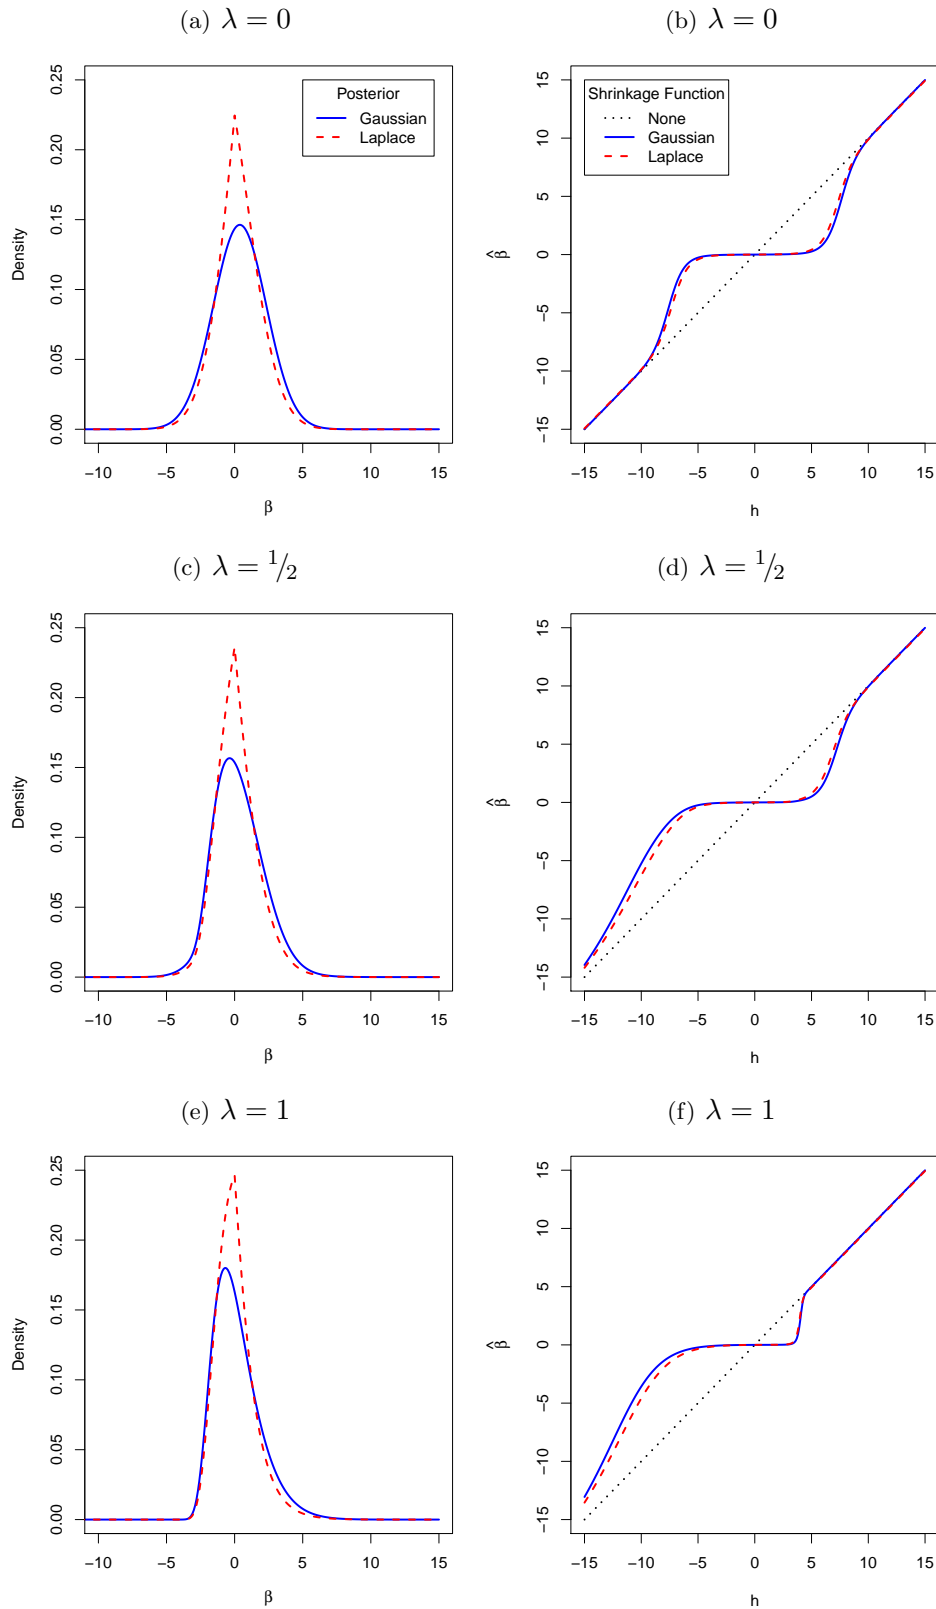 (a) λ = 0
Density
0.00 0.05 0.10 0.15 0.20 0.25
Posterior
Gaussian
Laplace
−10 −5 0 5 10 15
β
(b) λ = 0
β̂
−15 −10 −5 0 5 10 15
Shrinkage Function
None
Gaussian
Laplace
−15 −10 −5 0 5 10 15
h
(c) λ = 1/2
Density
0.00 0.05 0.10 0.15 0.20 0.25
−10 −5 0 5 10 15
β
(d) λ = 1/2
β̂
−15 −10 −5 0 5 10 15
−15 −10 −5 0 5 10 15
h
(e) λ = 1
Density
0.00 0.05 0.10 0.15 0.20 0.25
−10 −5 0 5 10 15
β
(f) λ = 1
β̂
−15 −10 −5 0 5 10 15
−15 −10 −5 0 5 10 15
h